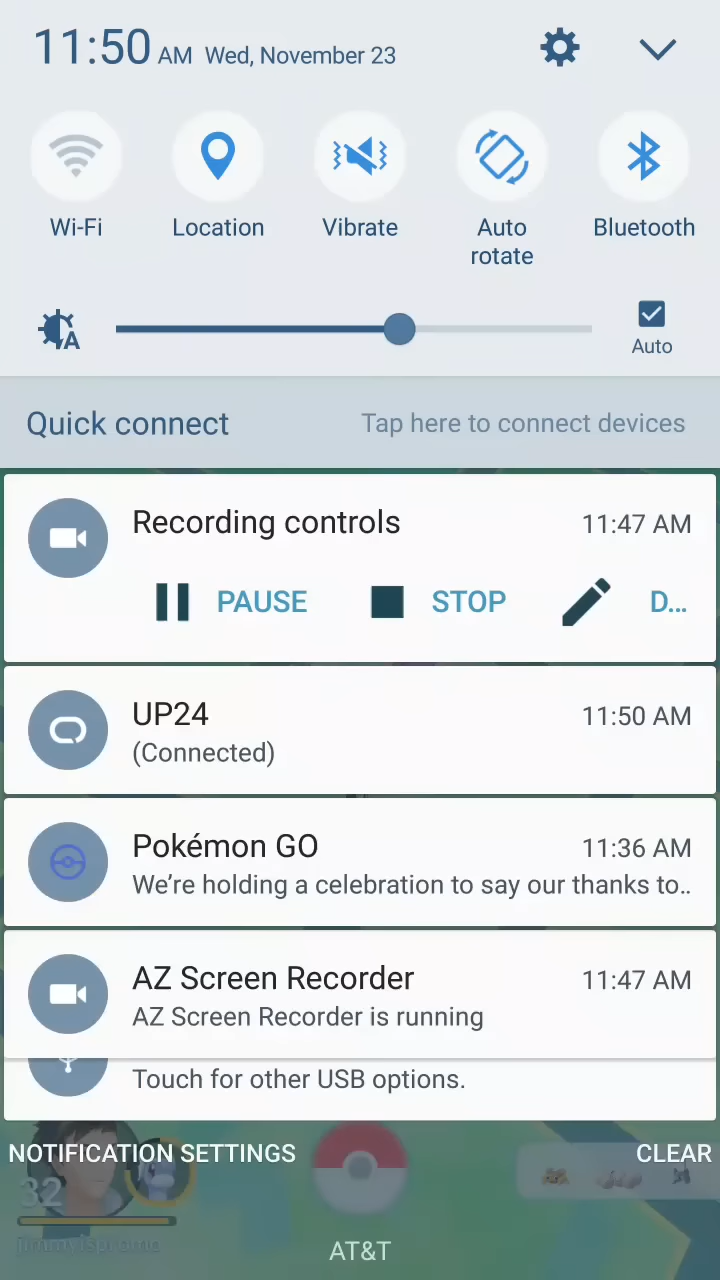 11:50 AM Wed, November 23
Wi-Fi
Location
Vibrate
Auto
rotate
Bluetooth
A
Auto
Quick connect
Tap here to connect devices
Recording controls 11:47 AM
PAUSE STOP D...
UP24 11:50 AM
(Connected)
Pokémon GO 11:36 AM
We're holding a celebration to say our thanks to..
AZ Screen Recorder 11:47 AM
AZ Screen Recorder is running
Touch for other USB options.
NOTIFICATION SETTINGS CLEAR
32
jimmy1spromo
AT&T